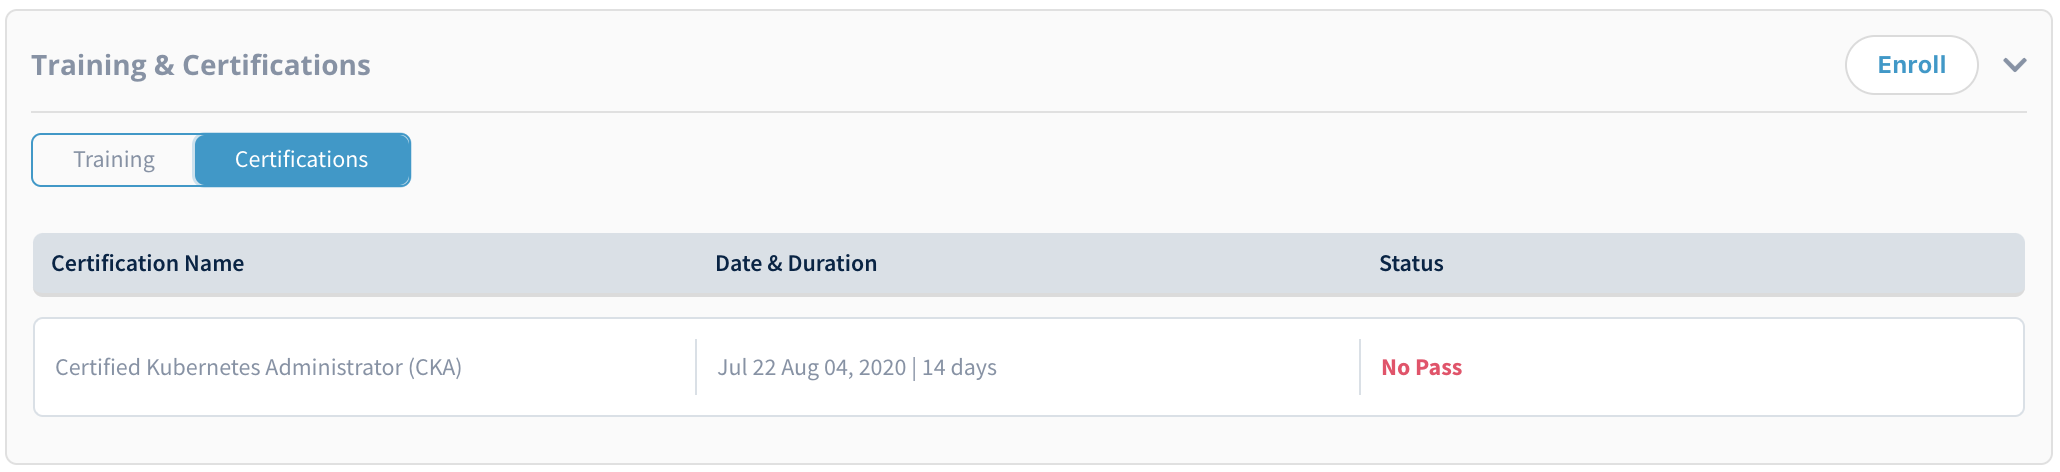 Training & Certifications
Enroll
Training
Certifications
Certification Name
Date & Duration
Status
Certified Kubernetes Administrator (CKA)
Jul 22 Aug 04, 2020 | 14 days
No Pass